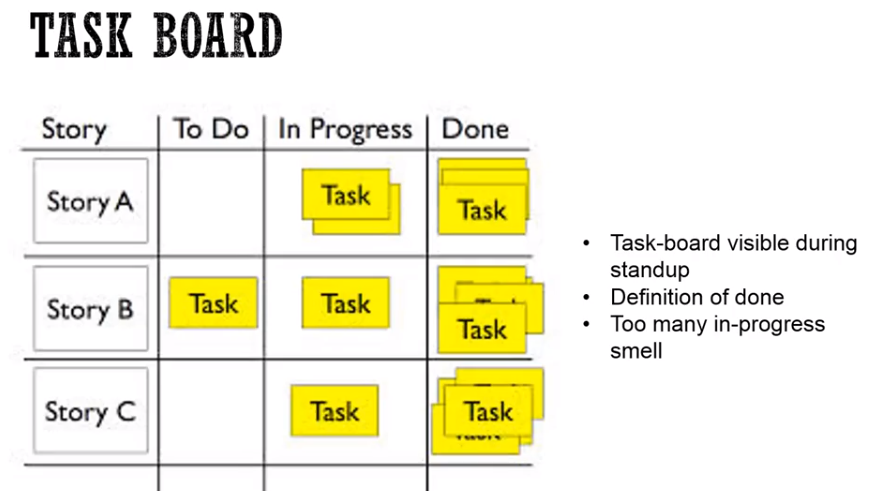 TASK BOARD
Story To Do In Progress Done
Story A Task Task
Story B Task Task Task
Story C Task Task
• Task-board visible during
standup
• Definition of done
• Too many in-progress
smell